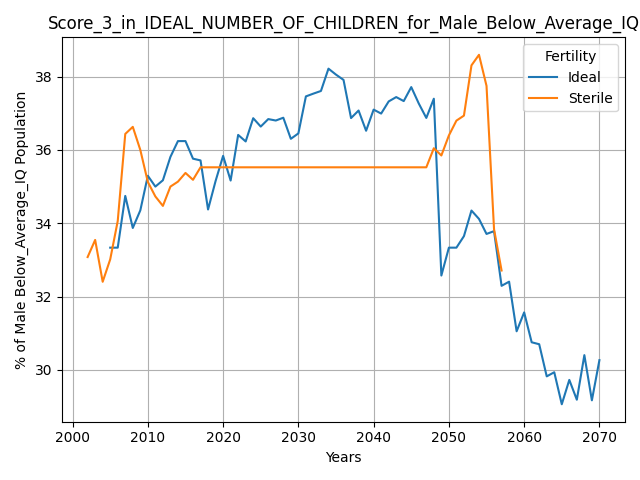 Score_3_in_IDEAL_NUMBER_OF_CHILDREN_for_Male_Below_Average_IQ
Fertility
Ideal
Sterile
% of Male Below_Average_IQ Population
38
36
34
32
30
2000 2010 2020 2030 2040 2050 2060 2070
Years